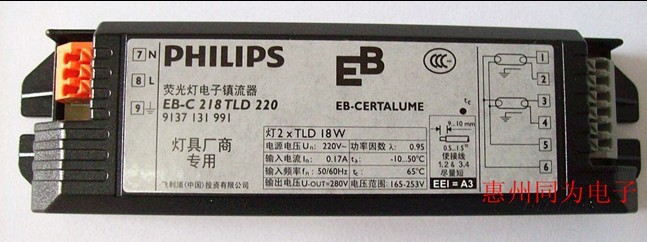 7 N
8 L
9
PHILIPS
荧光灯电子镇流器
EB-C 218 TLD 220
9137 131 991
灯具厂商
专用
飞利浦(中国)投资有限公司
EB
EB-CERTALUME
灯2 x TLD 18W
电源电压 Un: 220V~ 功率因数 λ: 0.95
输入电流 In: 0.17A ta: -10...50°C
输入频率 fn: 50/60Hz tc: 65°C
输出电压 U-OUT=280V 电压范围: 165-253V
CCC
tc
9...10 mm
0.5...1.5
使接线
1,2 & 3,4
尽量短
EEI = A3
1
2
3
4
5
6
惠州同为电子